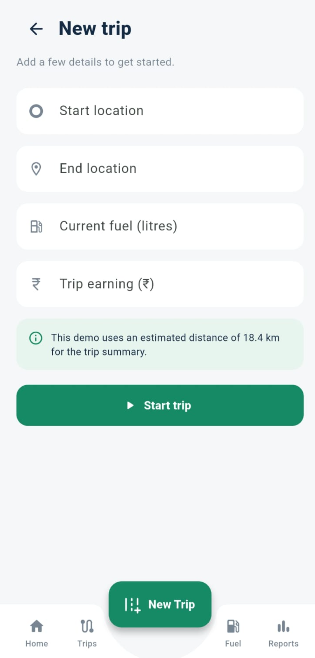 New trip
Add a few details to get started.
Start location
End location
Current fuel (litres)
Trip earning (₹)
This demo uses an estimated distance of 18.4 km
for the trip summary.
Start trip
New Trip
Home
Trips
Fuel
Reports